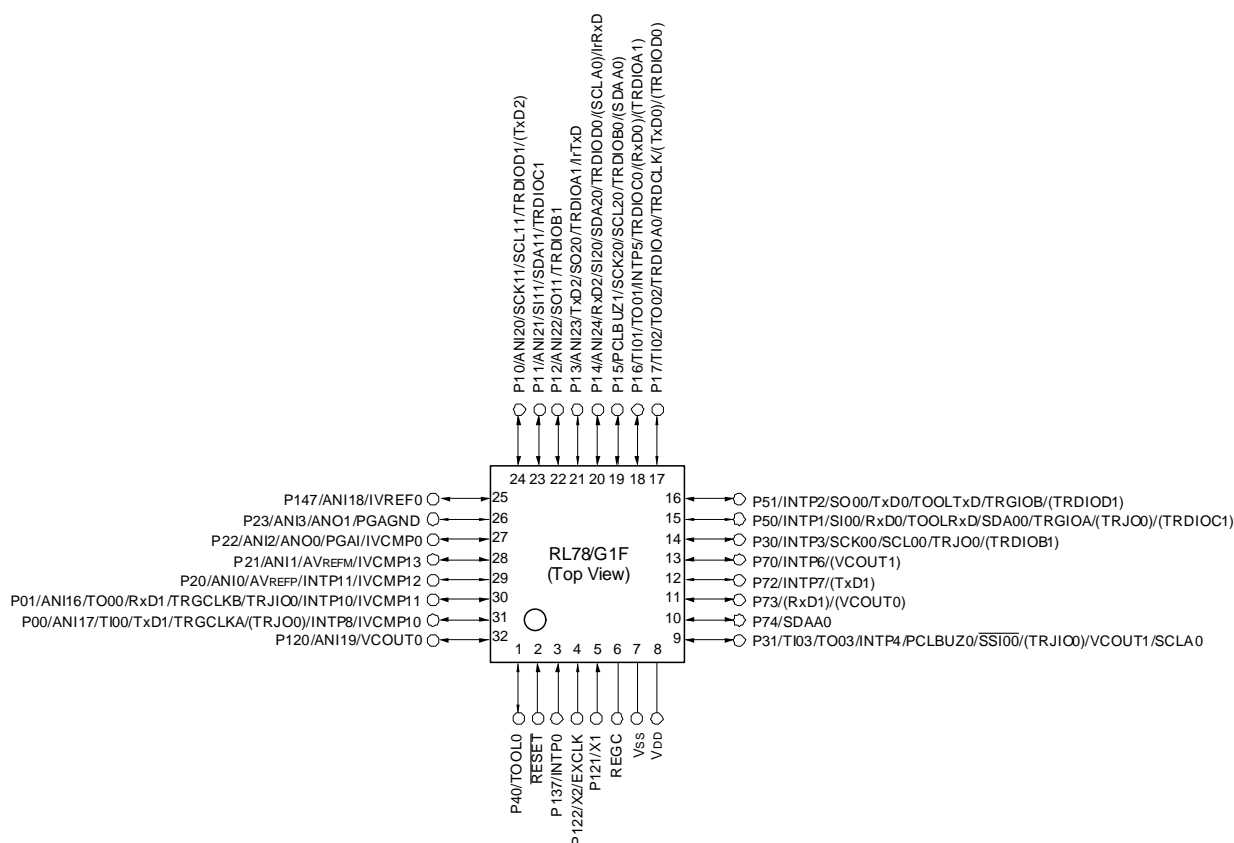 P10/ANI20/SCK11/SCL11/TRDIOD1/(TxD2)
P11/ANI21/SI11/SDA11/TRDIOC1
P12/ANI22/SO11/TRDIOB1
P13/ANI23/TxD2/SO20/TRDIOA1/IrTxD
P14/ANI24/RxD2/SI20/SDA20/TRDIOD0/(SCLA0)/IrRxD
P15/PCLBUZ1/SCK20/SCL20/TRDIOB0/(SDAA0)
P16/TI01/TO01/INTP5/TRDIOC0/(RxD0)/(TRDIOA1)
P17/TI02/TO02/TRDIOA0/TRDCLK/(TxD0)/(TRDIOD0)
24 23 22 21 20 19 18 17
P147/ANI18/IVREF0 25
P23/ANI3/ANO1/PGAGND 26
P22/ANI2/ANO0/PGAI/IVCMP0 27
P21/ANI1/AVREFM/IVCMP13 28
P20/ANI0/AVREFP/INTP11/IVCMP12 29
P01/ANI16/TO00/RxD1/TRGCLKB/TRJIO0/INTP10/IVCMP11 30
P00/ANI17/TI00/TxD1/TRGCLKA/(TRJO0)/INTP8/IVCMP10 31
P120/ANI19/VCOUT0 32
RL78/G1F
(Top View)
16 P51/INTP2/SO00/TxD0/TOOLTxD/TRGIOB/(TRDIOD1)
15 P50/INTP1/SI00/RxD0/TOOLRxD/SDA00/TRGIOA/(TRJO0)/(TRDIOC1)
14 P30/INTP3/SCK00/SCL00/TRJO0/(TRDIOB1)
13 P70/INTP6/(VCOUT1)
12 P72/INTP7/(TxD1)
11 P73/(RxD1)/(VCOUT0)
10 P74/SDAA0
9 P31/TI03/TO03/INTP4/PCLBUZ0/SSI00/(TRJIO0)/VCOUT1/SCLA0
1 2 3 4 5 6 7 8
P40/TOOL0
RESET
P137/INTP0
P122/X2/EXCLK
P121/X1
REGC
VSS
VDD